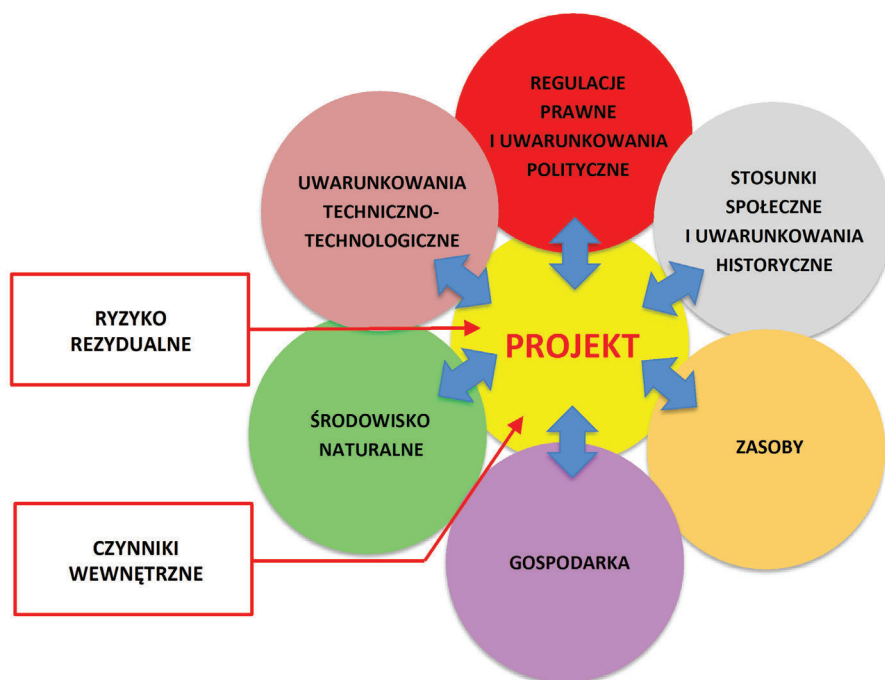 REGULACJE
PRAWNE
I UWARUNKOWANIA
POLITYCZNE
UWARUNKOWANIA
TECHNICZNO-
TECHNOLOGICZNE
STOSUNKI
SPOŁECZNE
I UWARUNKOWANIA
HISTORYCZNE
RYZYKO
REZYDUALNE
PROJEKT
ŚRODOWISKO
NATURALNE
ZASOBY
CZYNNIKI
WEWNĘTRZNE
GOSPODARKA